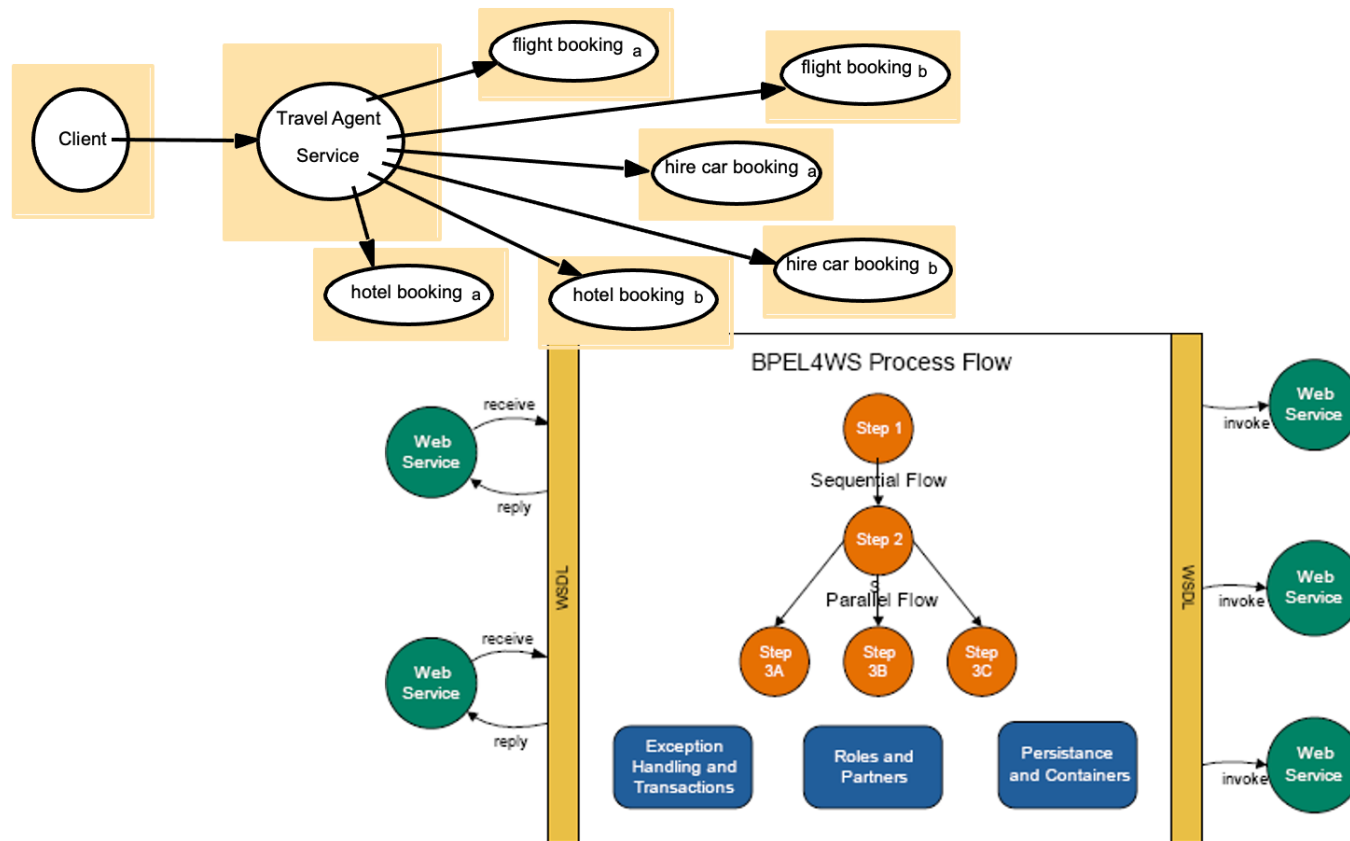 flight booking a
flight booking b
Client
Travel Agent
Service
hire car booking a
hire car booking b
hotel booking a
hotel booking b
BPEL4WS Process Flow
receive
Web
Service
reply
receive
Web
Service
reply
WSDL
Step 1
Sequential Flow
Step 2
S
Parallel Flow
Step
3A
Step
3B
Step
3C
Exception
Handling and
Transactions
Roles and
Partners
Persistance
and Containers
WSDL
Web
Service
invoke
Web
Service
invoke
Web
Service
invoke